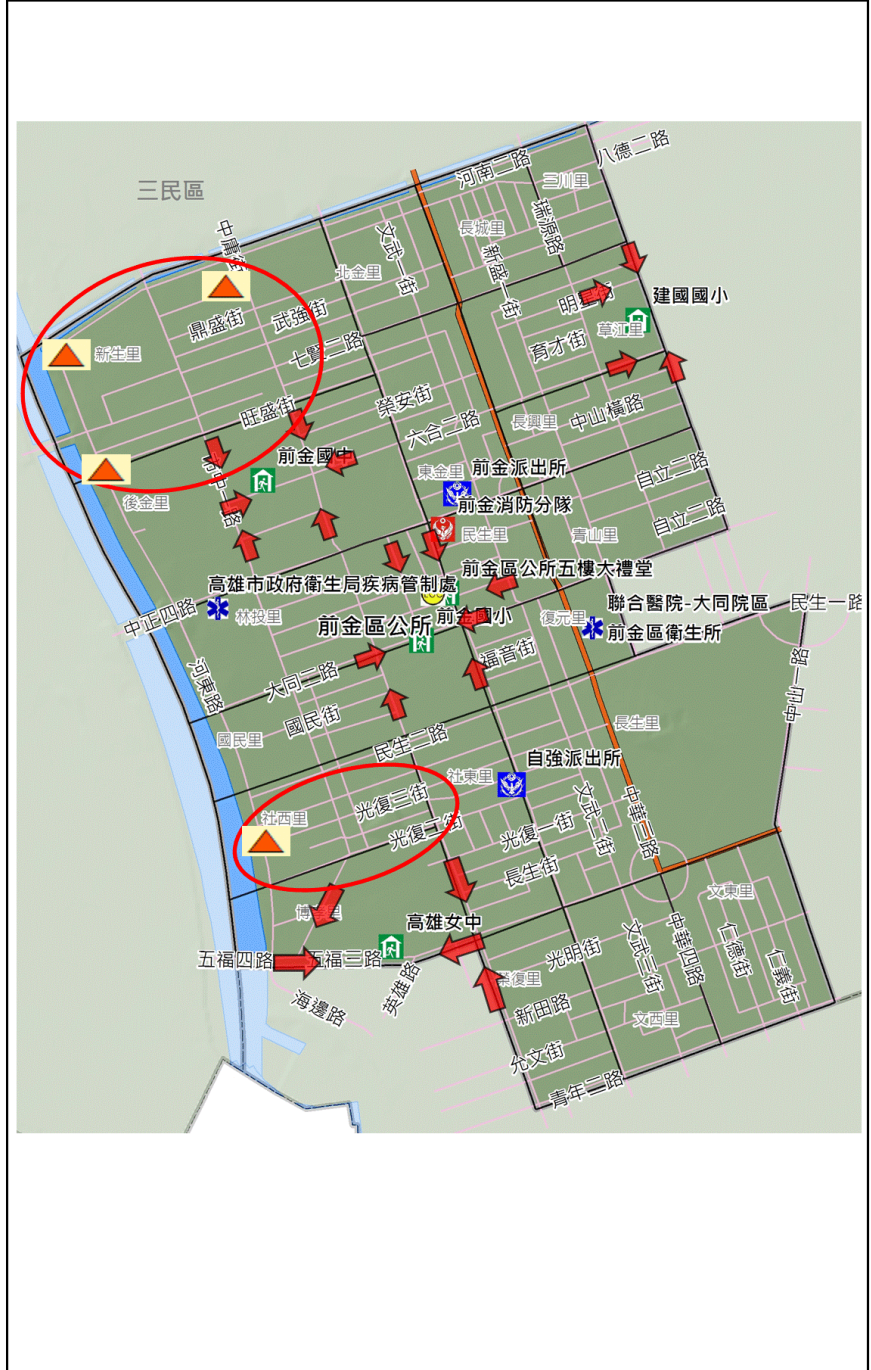 八德二路
河南二路
三川里
三民區
瑞源路
中庸街
長城里
文武一街
新盛一街
北金里
建國國小
武強街
鼎盛街
草江里
七賢二路
育才街
新生里
榮安街
旺盛街
中山橫路
長興里
六合二路
前金國中
東金里
前金派出所
自立二路
後金里
前金消防分隊
自立二路
民生里
青山里
前金區公所五樓大禮堂
高雄市政府衛生局疾病管制處
聯合醫院-大同院區
民生一路
中正四路
林投里
前金國小
復元里
前金區公所
前金區衛生所
福音街
河東路
大同二路
中山一路
國民街
長生里
國民里
民生二路
自強派出所
社東里
光復三街
社西里
文武二街
中華三路
光復二街
光復一街
長生街
文東里
高雄女中
仁德街
中華四路
文武三街
光明街
五福四路
五福三路
仁義街
英雄路
海邊路
新田路
文西里
允文街
青年二路